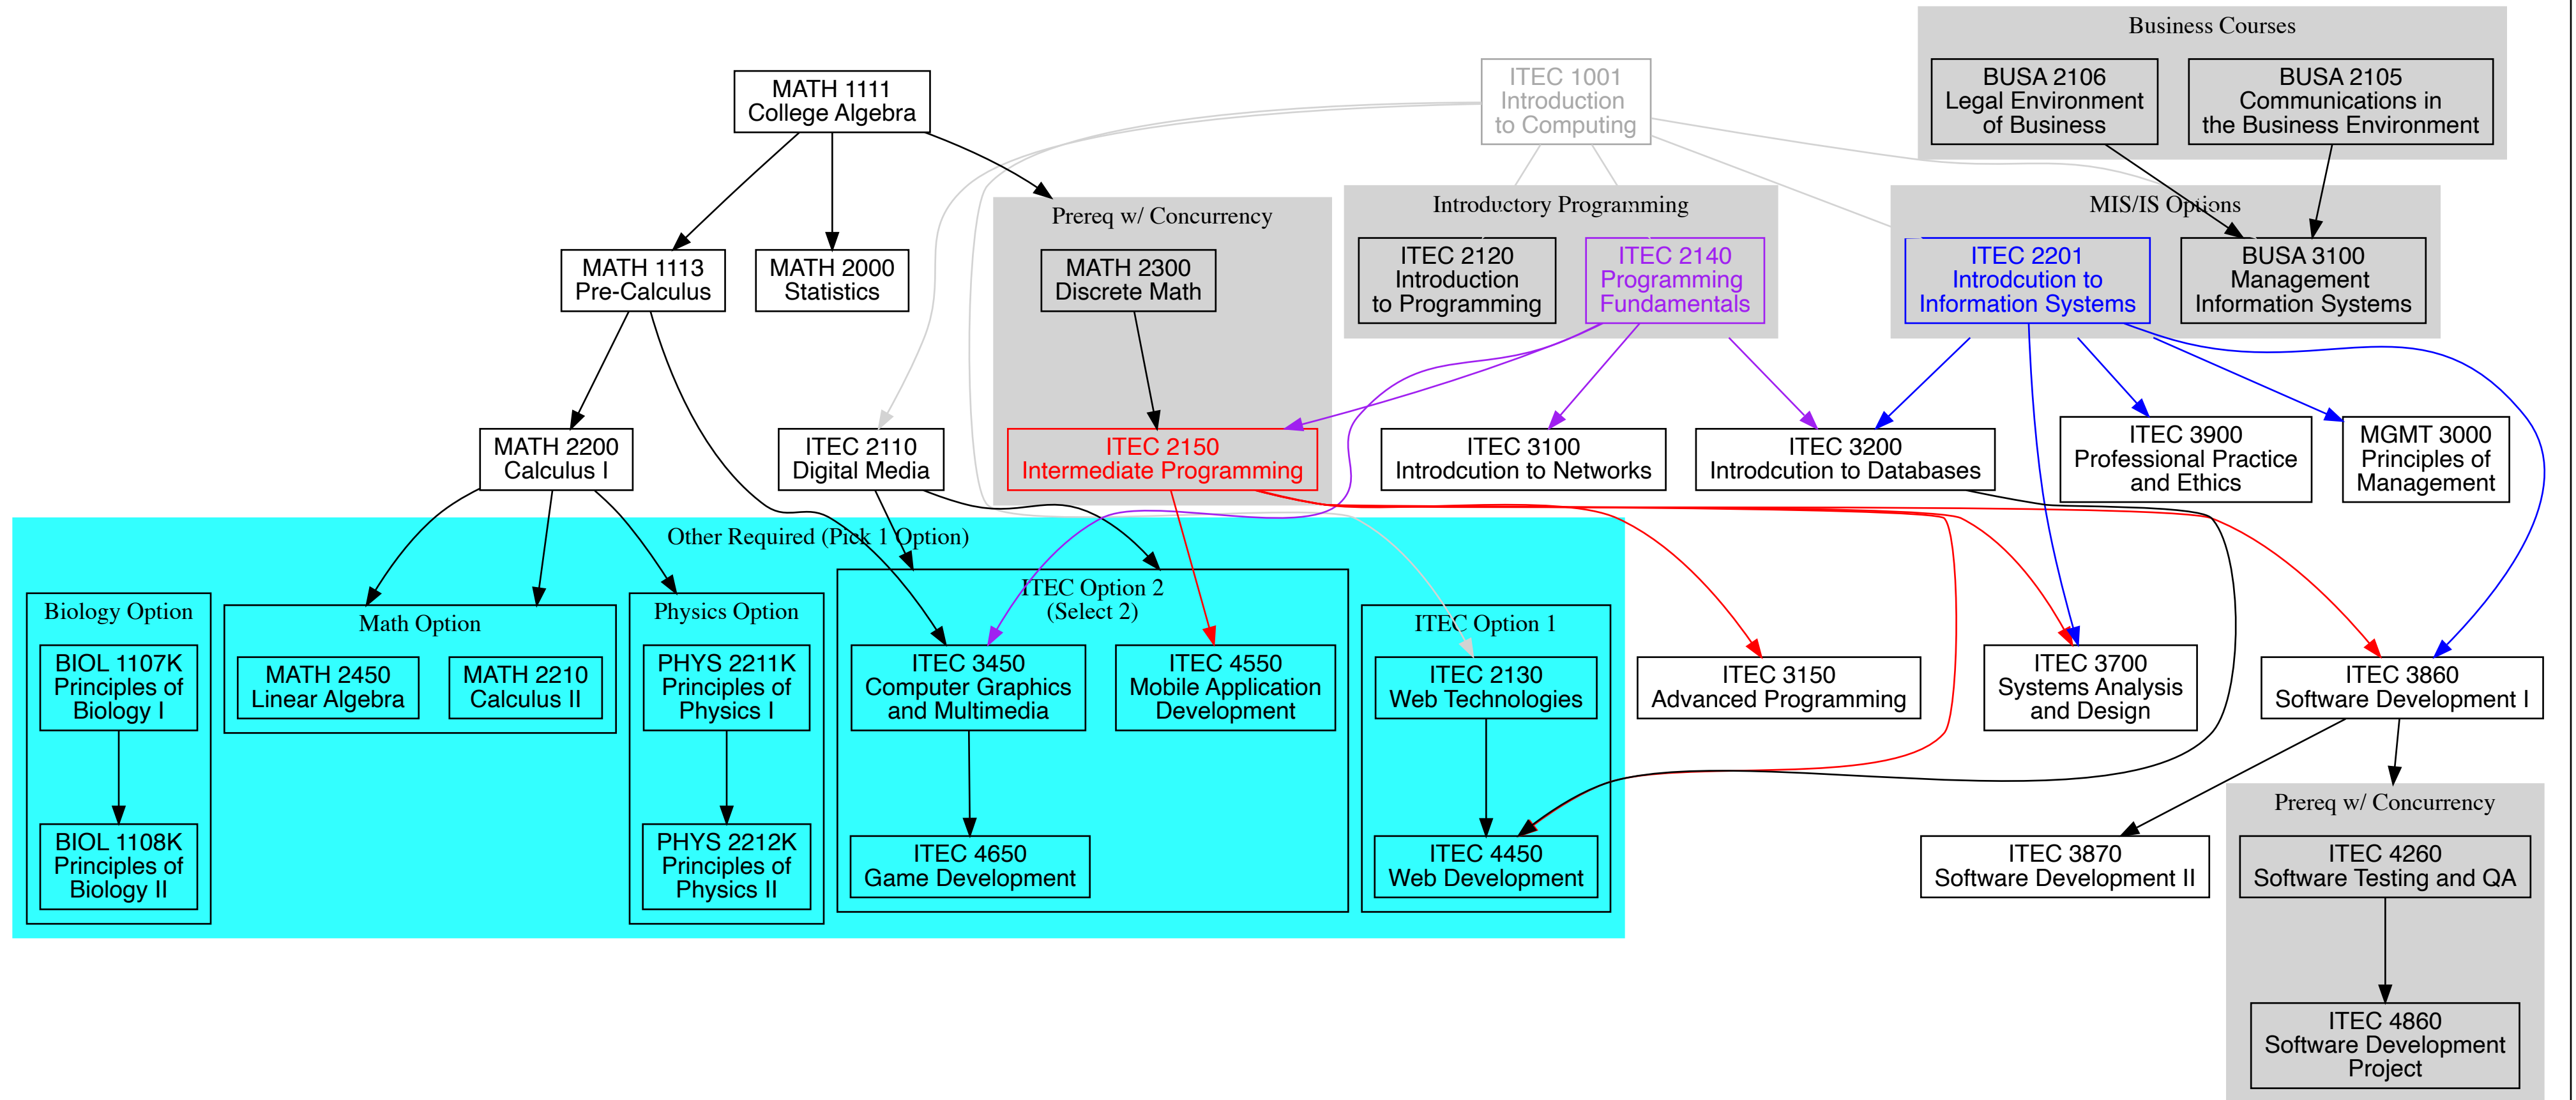 Business Courses
BUSA 2106
Legal Environment
of Business
BUSA 2105
Communications in
the Business Environment
ITEC 1001
Introduction
to Computing
MATH 1111
College Algebra
Prereq w/ Concurrency
Introductory Programming
MIS/IS Options
MATH 1113
Pre-Calculus
MATH 2000
Statistics
MATH 2300
Discrete Math
ITEC 2120
Introduction
to Programming
ITEC 2140
Programming
Fundamentals
ITEC 2201
Introdcution to
Information Systems
BUSA 3100
Management
Information Systems
MATH 2200
Calculus I
ITEC 2110
Digital Media
ITEC 2150
Intermediate Programming
ITEC 3100
Introdcution to Networks
ITEC 3200
Introdcution to Databases
ITEC 3900
Professional Practice
and Ethics
MGMT 3000
Principles of
Management
Other Required (Pick 1 Option)
Biology Option
Math Option
Physics Option
ITEC Option 2
(Select 2)
ITEC Option 1
BIOL 1107K
Principles of
Biology I
MATH 2450
Linear Algebra
MATH 2210
Calculus II
PHYS 2211K
Principles of
Physics I
ITEC 3450
Computer Graphics
and Multimedia
ITEC 4550
Mobile Application
Development
ITEC 2130
Web Technologies
ITEC 3150
Advanced Programming
ITEC 3700
Systems Analysis
and Design
ITEC 3860
Software Development I
Prereq w/ Concurrency
BIOL 1108K
Principles of
Biology II
PHYS 2212K
Principles of
Physics II
ITEC 4650
Game Development
ITEC 4450
Web Development
ITEC 3870
Software Development II
ITEC 4260
Software Testing and QA
ITEC 4860
Software Development
Project